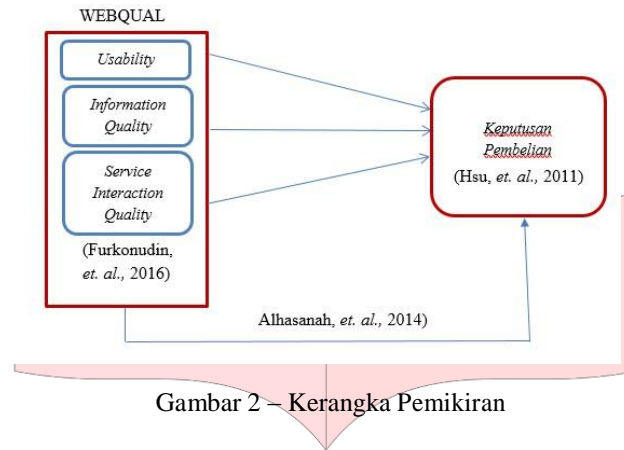 WEBQUAL
Usability
Information
Quality
Service
Interaction
Quality
(Furkonudin,
et. al., 2016)
Keputusan
Pembelian
(Hsu, et. al., 2011)
Alhasanah, et. al., 2014)
Gambar 2 – Kerangka Pemikiran